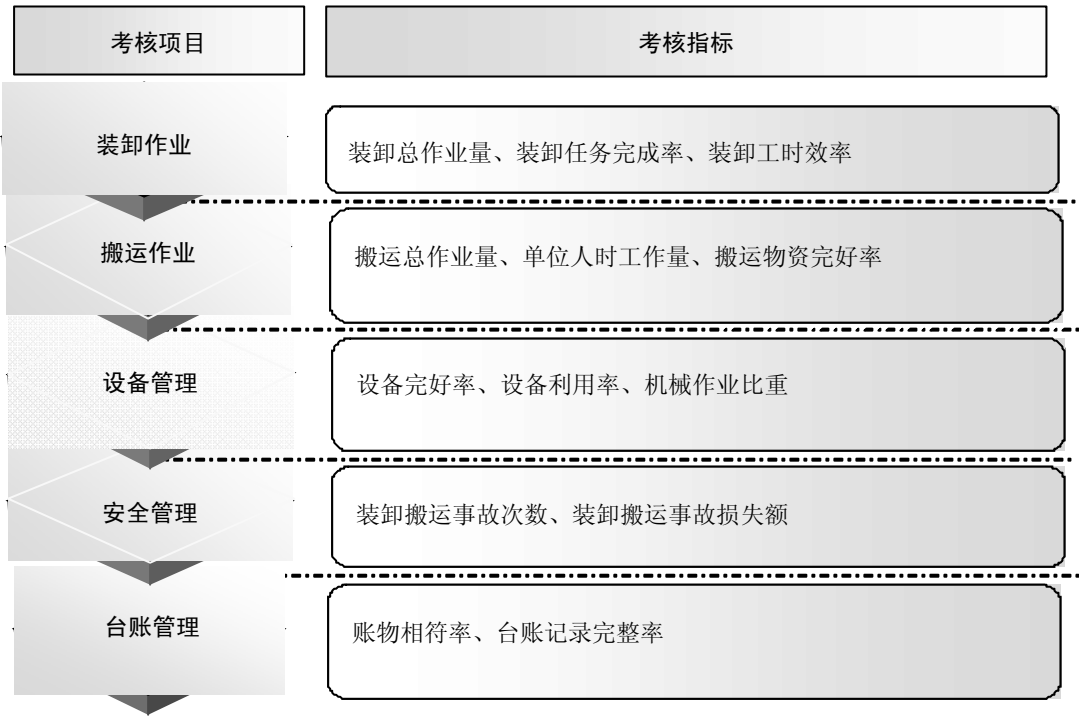 考核项目
考核指标
装卸作业
装卸总作业量、装卸任务完成率、装卸工时效率
搬运作业
搬运总作业量、单位人时工作量、搬运物资完好率
设备管理
设备完好率、设备利用率、机械作业比重
安全管理
装卸搬运事故次数、装卸搬运事故损失额
台账管理
账物相符率、台账记录完整率